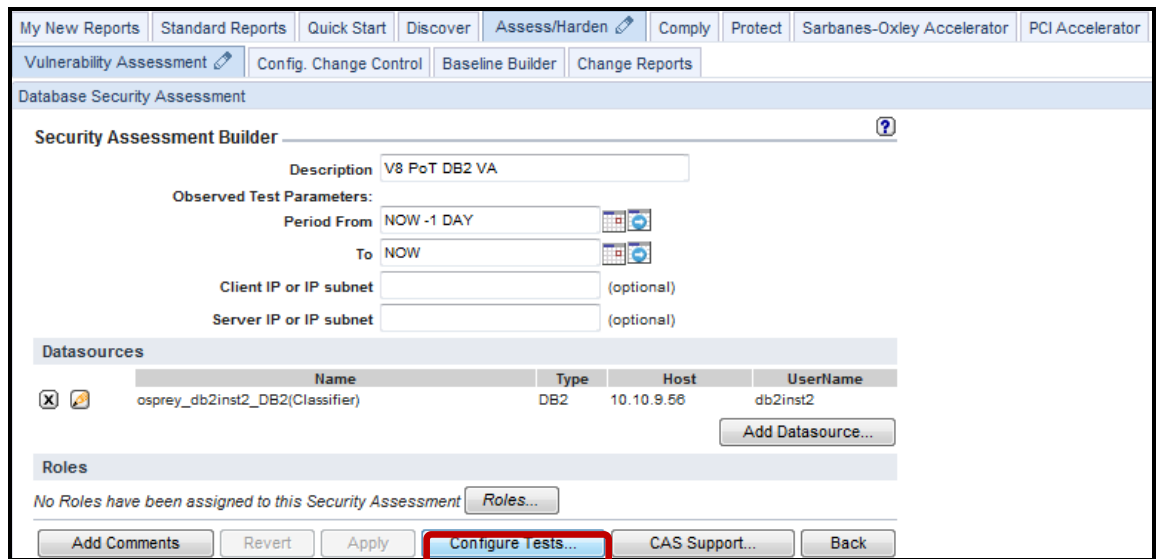 My New Reports Standard Reports Quick Start Discover Assess/Harden Comply Protect Sarbanes-Oxley Accelerator PCI Accelerator
Vulnerability Assessment Config. Change Control Baseline Builder Change Reports
Database Security Assessment
Security Assessment Builder ?
Description V8 PoT DB2 VA
Observed Test Parameters:
Period From NOW -1 DAY
To NOW
Client IP or IP subnet (optional)
Server IP or IP subnet (optional)
Datasources
Name Type Host UserName
osprey_db2inst2_DB2(Classifier) DB2 10.10.9.56 db2inst2
Add Datasource...
Roles
No Roles have been assigned to this Security Assessment Roles...
Add Comments Revert Apply Configure Tests... CAS Support... Back